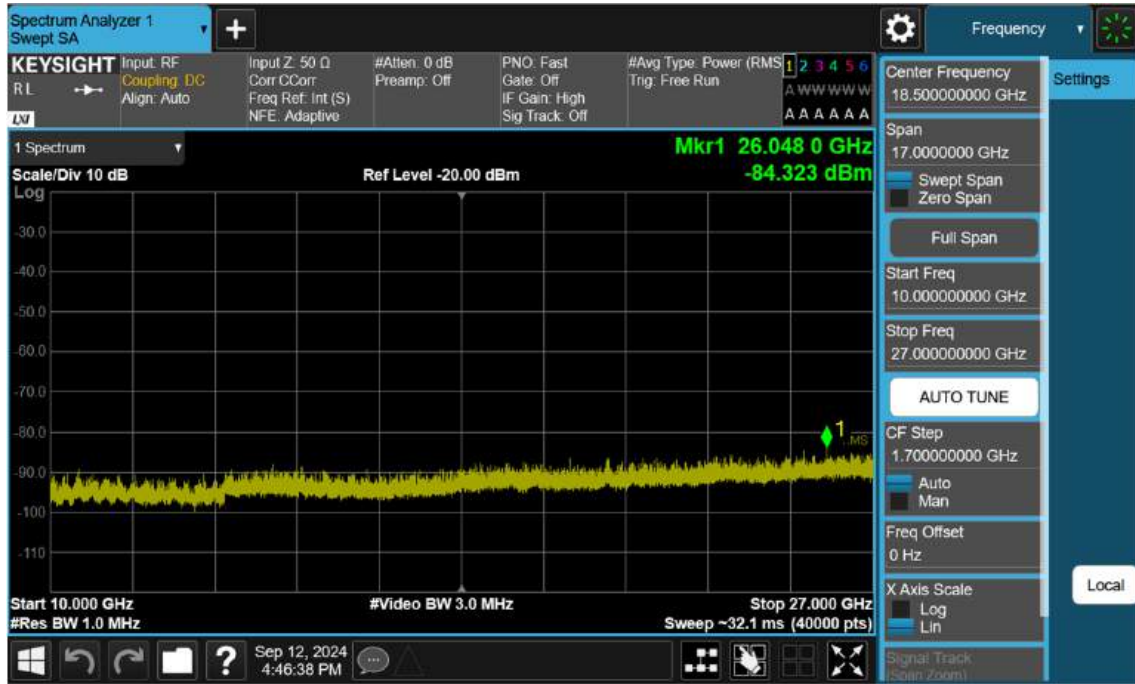 Spectrum Analyzer 1
Swept SA
Frequency
KEYSIGHT
RL
LXI
Input: RF
Coupling: DC
Align: Auto
Input Z: 50 Ω
Corr CCorr
Freq Ref: Int (S)
NFE: Adaptive
#Atten: 0 dB
Preamp: Off
PNO: Fast
Gate: Off
IF Gain: High
Sig Track: Off
#Avg Type: Power (RMS
Trig: Free Run
1 2 3 4 5 6
A W W W W W
A A A A A A
1 Spectrum
Mkr1 26.048 0 GHz
Scale/Div 10 dB
Ref Level -20.00 dBm
-84.323 dBm
Log
-30.0
-40.0
-50.0
-60.0
-70.0
-80.0
-90.0
-100
-110
1
Start 10.000 GHz
#Video BW 3.0 MHz
Stop 27.000 GHz
#Res BW 1.0 MHz
Sweep ~32.1 ms (40000 pts)
?
Sep 12, 2024
4:46:38 PM
Center Frequency
18.500000000 GHz
Settings
Span
17.0000000 GHz
Swept Span
Zero Span
Full Span
Start Freq
10.000000000 GHz
Stop Freq
27.000000000 GHz
AUTO TUNE
CF Step
1.700000000 GHz
Auto
Man
Freq Offset
0 Hz
X Axis Scale
Log
Lin
Local
Signal Track
(Span Zoom)